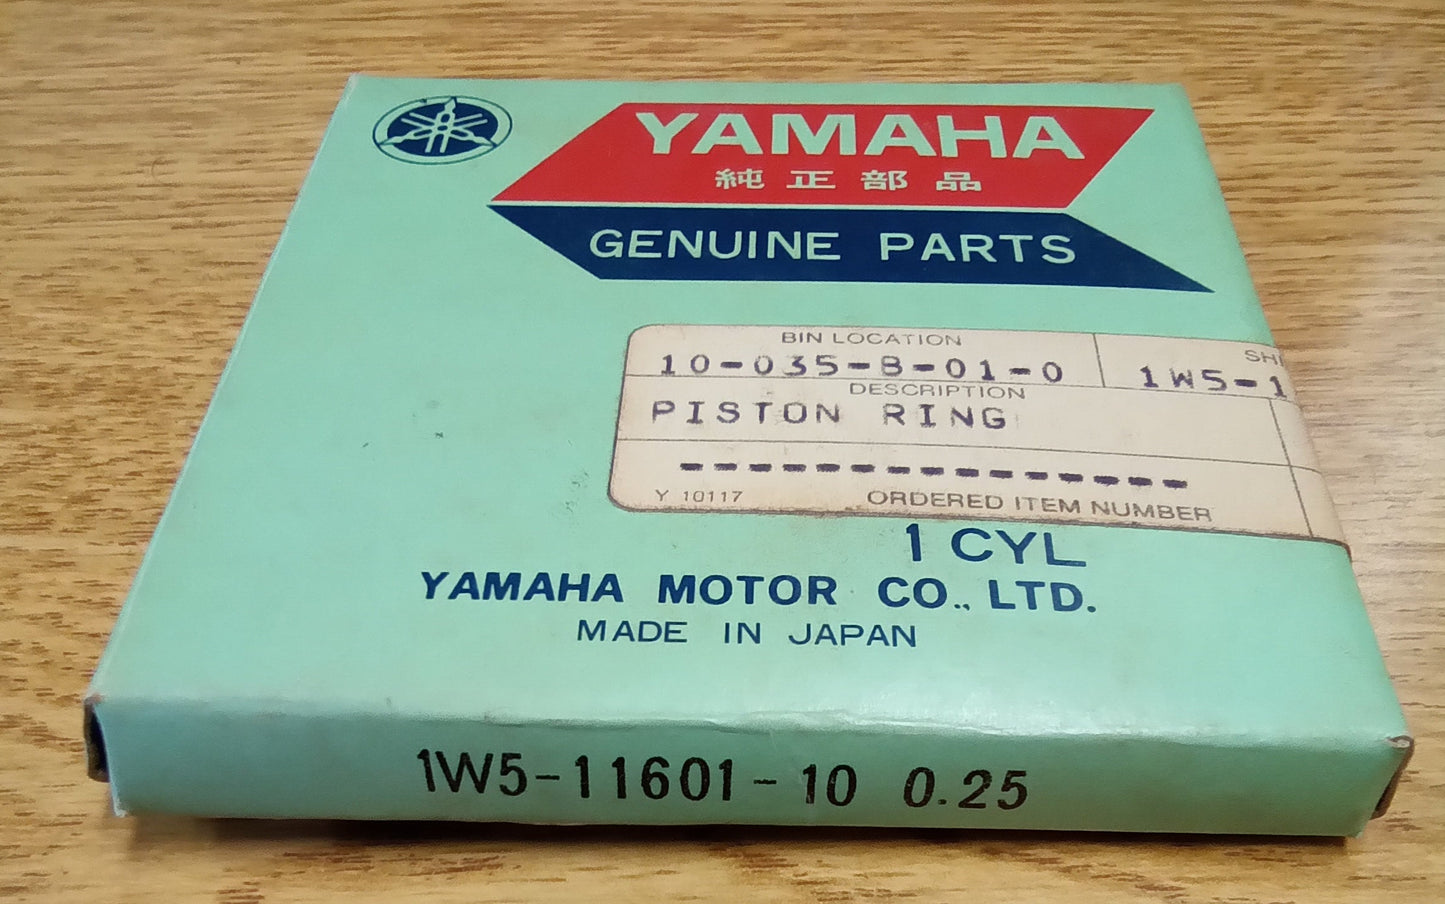 YAMAHA
純正部品
GENUINE PARTS
BIN LOCATION
10-035-8-01-0
1W5-1
DESCRIPTION
PISTON RING
Y 10117
ORDERED ITEM NUMBER
1 CYL
YAMAHA MOTOR CO., LTD.
MADE IN JAPAN
1W5-11601-10 0.25